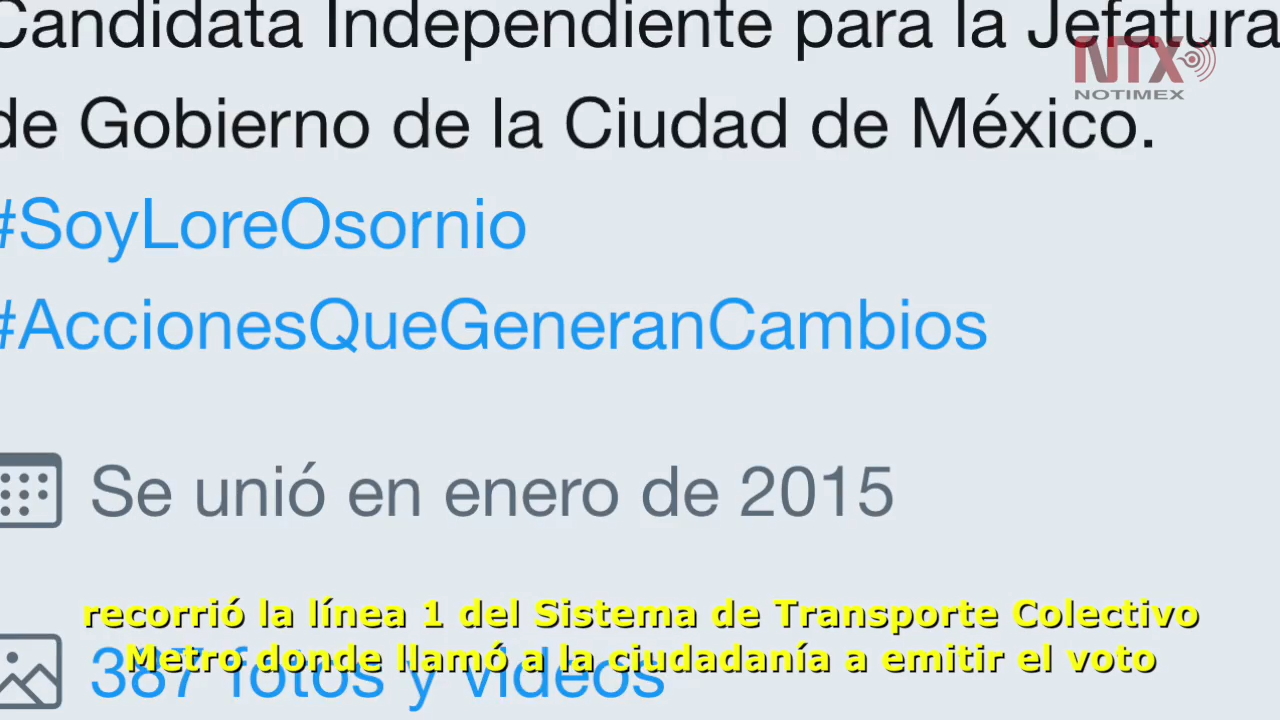 Candidata Independiente para la Jefatura
NTX
NOTIMEX
de Gobierno de la Ciudad de México.
#SoyLoreOsornio
#AccionesQueGeneranCambios
Se unió en enero de 2015
recorrió la línea 1 del Sistema de Transporte Colectivo
Metro donde llamó a la ciudadanía a emitir el voto
387 fotos y videos